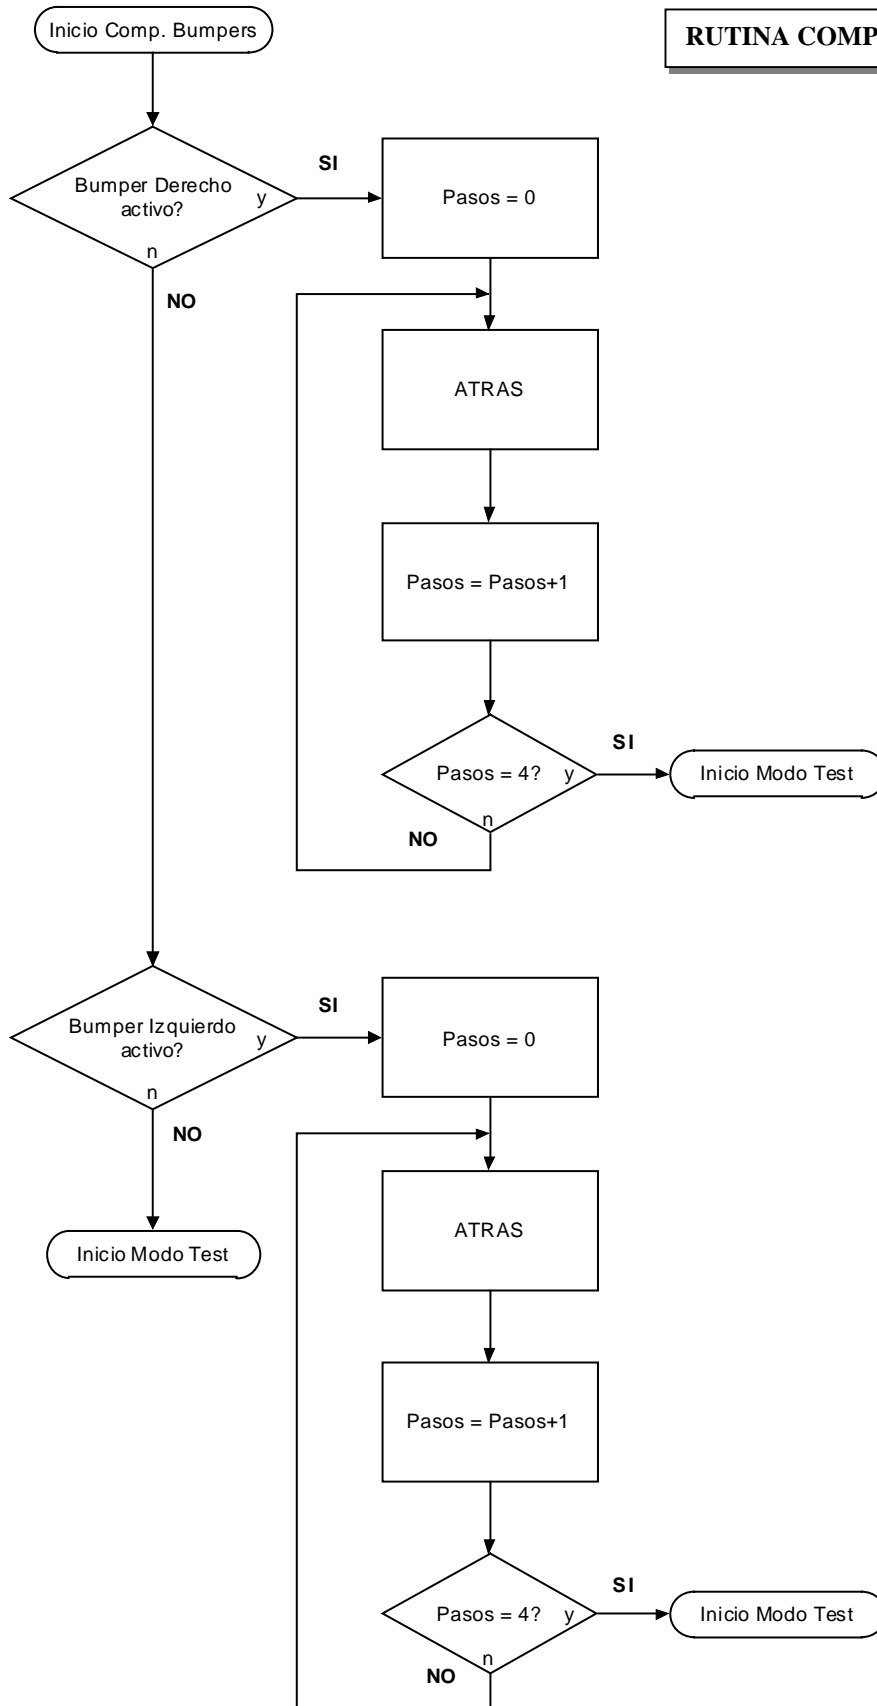 Inicio Comp. Bumpers
RUTINA COMP
Bumper Derecho
activo?
y
n
SI
NO
Pasos = 0
ATRAS
Pasos = Pasos+1
Pasos = 4?
y
n
SI
NO
Inicio Modo Test
Bumper Izquierdo
activo?
y
n
SI
NO
Inicio Modo Test
Pasos = 0
ATRAS
Pasos = Pasos+1
Pasos = 4?
y
n
SI
NO
Inicio Modo Test